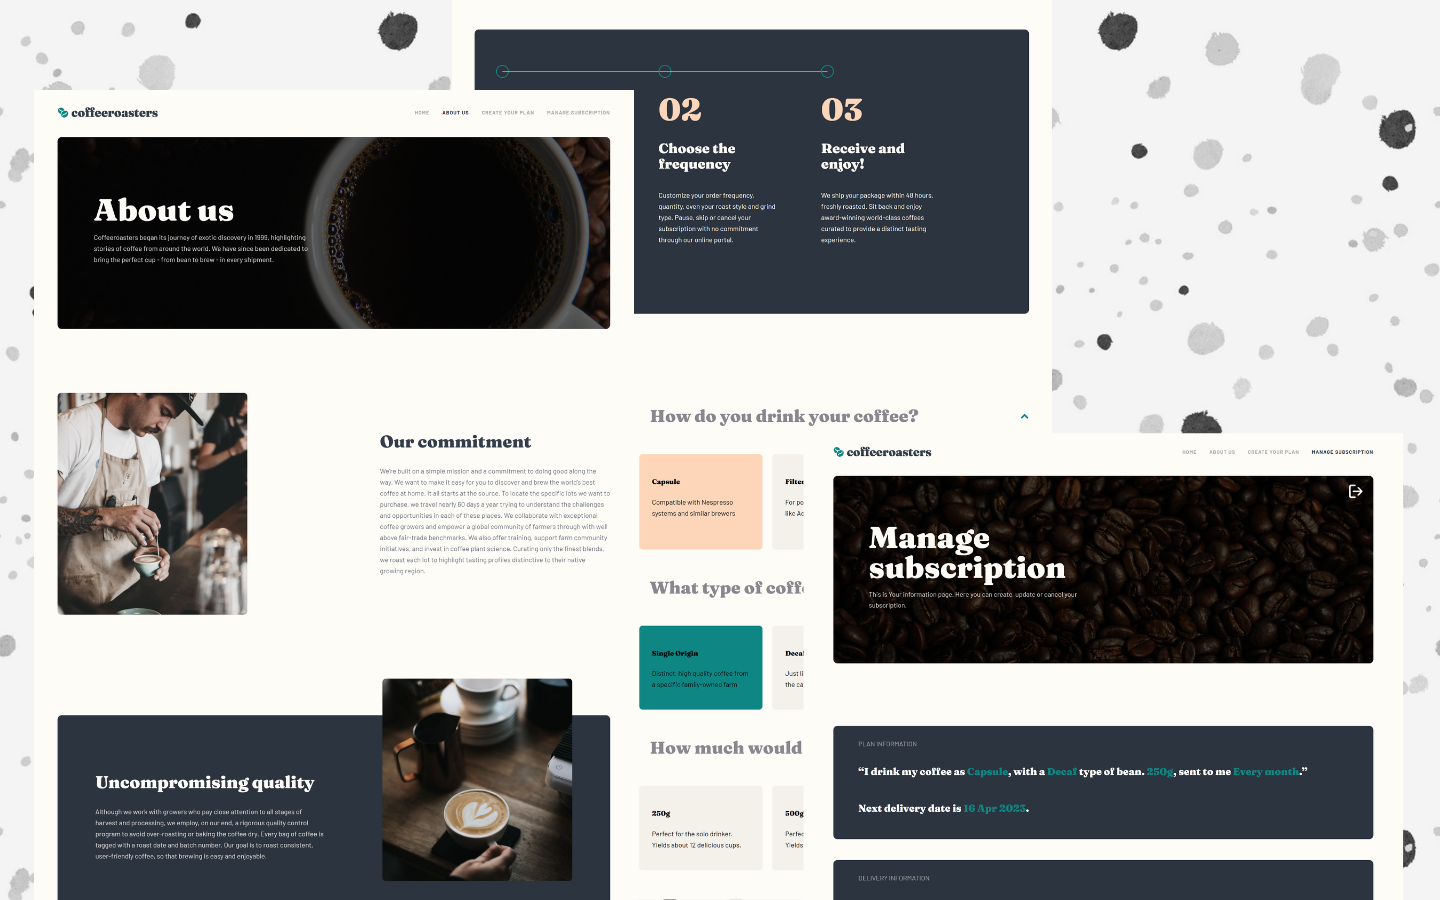 coffeeroasters
HOME ABOUT US CREATE YOUR PLAN MANAGE SUBSCRIPTION
About us
Coffeeroasters began its journey of exotic discovery in 1999, highlighting
stories of coffee from around the world. We have since been dedicated to
bring the perfect cup - from bean to brew - in every shipment.
Our commitment
We're built on a simple mission and a commitment to doing good along the
way. We want to make it easy for you to discover and brew the world's best
coffee at home. It all starts at the source. To locate the specific lots we want to
purchase, we travel nearly 60 days a year trying to understand the challenges
and opportunities in each of these places. We collaborate with exceptional
coffee growers and empower a global community of farmers through with well
above fair-trade benchmarks. We also offer training, support farm community
initiatives, and invest in coffee plant science. Curating only the finest blends,
we roast each lot to highlight tasting profiles distinctive to their native
growing region.
Uncompromising quality
Although we work with growers who pay close attention to all stages of
harvest and processing, we employ, on our end, a rigorous quality control
program to avoid over-roasting or baking the coffee dry. Every bag of coffee is
tagged with a roast date and batch number. Our goal is to roast consistent,
user-friendly coffee, so that brewing is easy and enjoyable.
02
Choose the
frequency
Customize your order frequency,
quantity, even your roast style and grind
type. Pause, skip or cancel your
subscription with no commitment
through our online portal.
03
Receive and
enjoy!
We ship your package within 48 hours,
freshly roasted. Sit back and enjoy
award-winning world-class coffees
curated to provide a distinct tasting
experience.
How do you drink your coffee?
Capsule
Compatible with Nespresso
systems and similar brewers
Filter
For po
like Ae
What type of coffe
Single Origin
Distinct, high quality coffee from
a specific family-owned farm
Decaf
Just li
the ca
How much would
250g
Perfect for the solo drinker.
Yields about 12 delicious cups.
500g
Perfec
Yields
coffeeroasters
HOME ABOUT US CREATE YOUR PLAN MANAGE SUBSCRIPTION
Manage
subscription
This is Your information page. Here you can create, update or cancel your
subscription.
PLAN INFORMATION
“I drink my coffee as Capsule, with a Decaf type of bean. 250g, sent to me Every month.”
Next delivery date is 16 Apr 2023.
DELIVERY INFORMATION